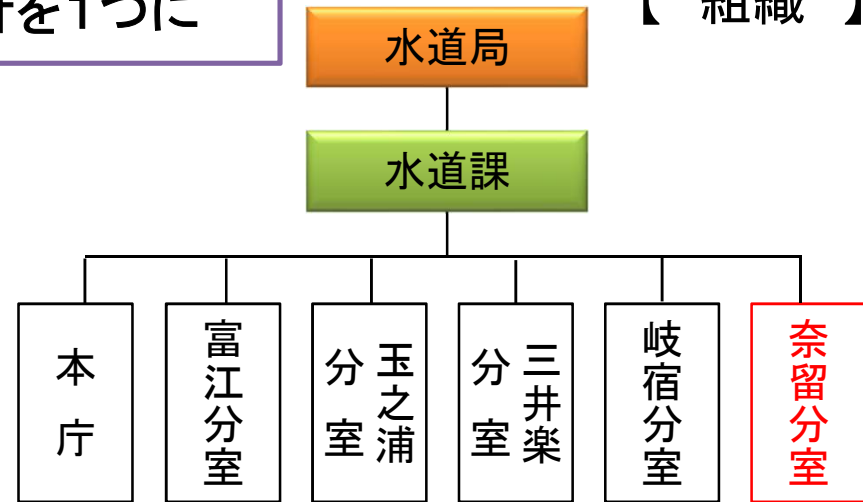 を1つに
【 組織 】
水道局
水道課
本庁
富江分室
玉之浦
分室
三井楽
分室
岐宿分室
奈留分室